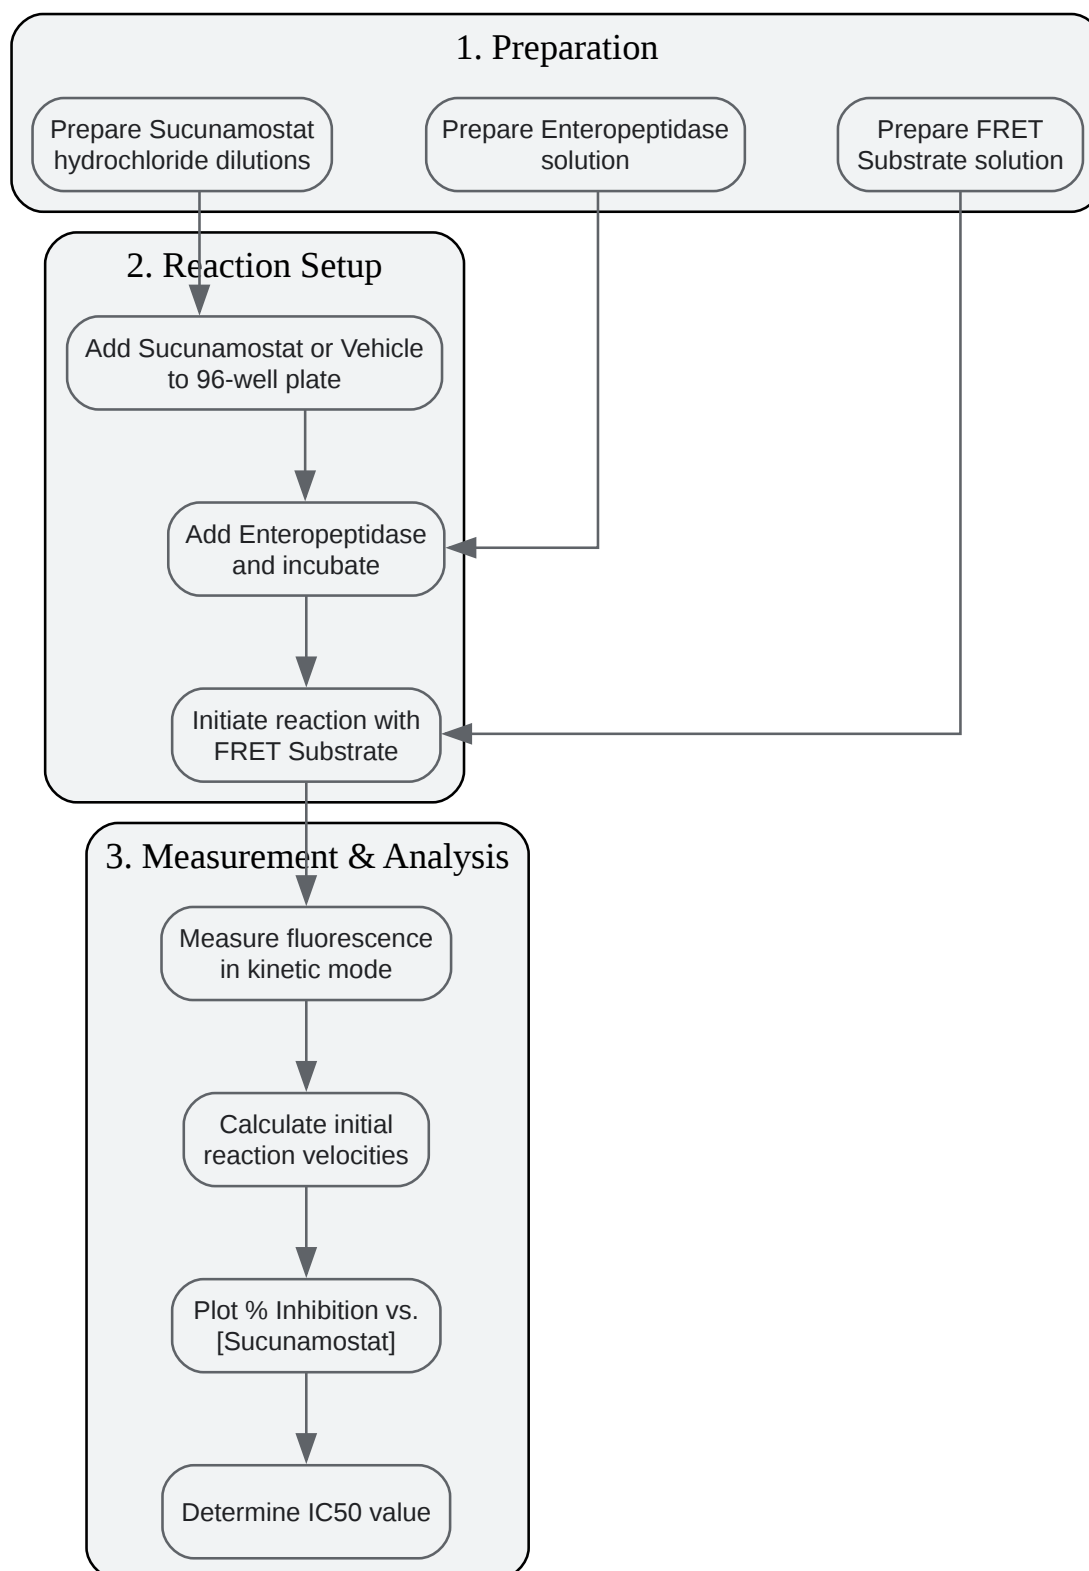 1. Preparation
Prepare Sucunamostat
hydrochloride dilutions
Prepare Enteropeptidase
solution
Prepare FRET
Substrate solution
2. Reaction Setup
Add Sucunamostat or Vehicle
to 96-well plate
Add Enteropeptidase
and incubate
Initiate reaction with
FRET Substrate
3. Measurement & Analysis
Measure fluorescence
in kinetic mode
Calculate initial
reaction velocities
Plot % Inhibition vs.
[Sucunamostat]
Determine IC50 value